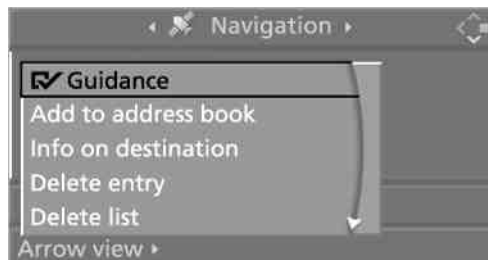 Navigation
Guidance
Add to address book
Info on destination
Delete entry
Delete list
Arrow view